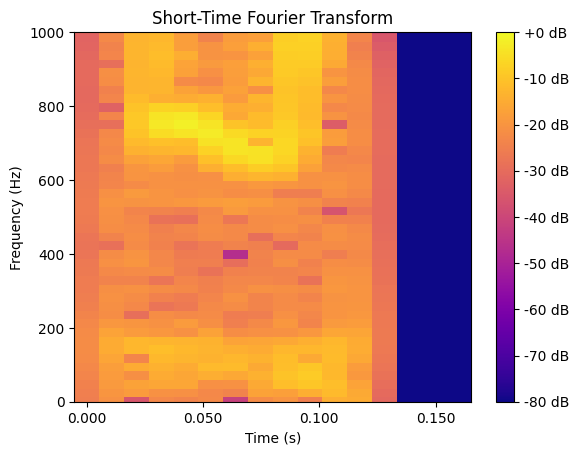 Short-Time Fourier Transform
Frequency (Hz)
1000
800
600
400
200
0
0.000 0.050 0.100 0.150
Time (s)
+0 dB
-10 dB
-20 dB
-30 dB
-40 dB
-50 dB
-60 dB
-70 dB
-80 dB